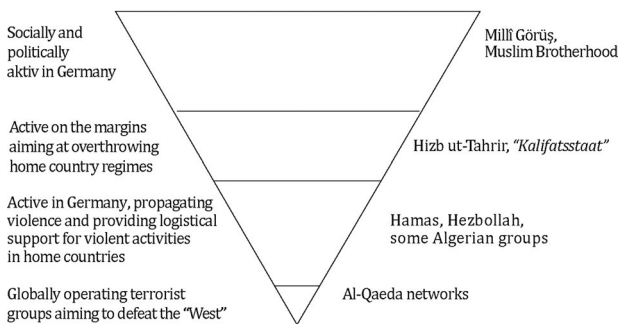 Socially and
politically
aktiv in Germany
Millî Görüş,
Muslim Brotherhood
Active on the margins
aiming at overthrowing
home country regimes
Hizb ut-Tahrir, “Kalifatsstaat”
Active in Germany, propagating
violence and providing logistical
support for violent activities
in home countries
Hamas, Hezbollah,
some Algerian groups
Globally operating terrorist
groups aiming to defeat the “West”
Al-Qaeda networks